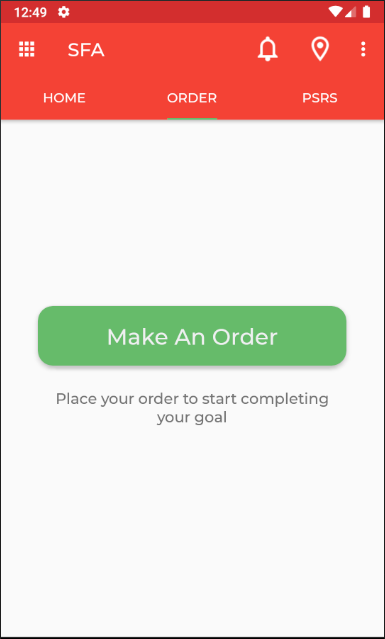 12:49
SFA
HOME ORDER PSRS
Make An Order
Place your order to start completing
your goal